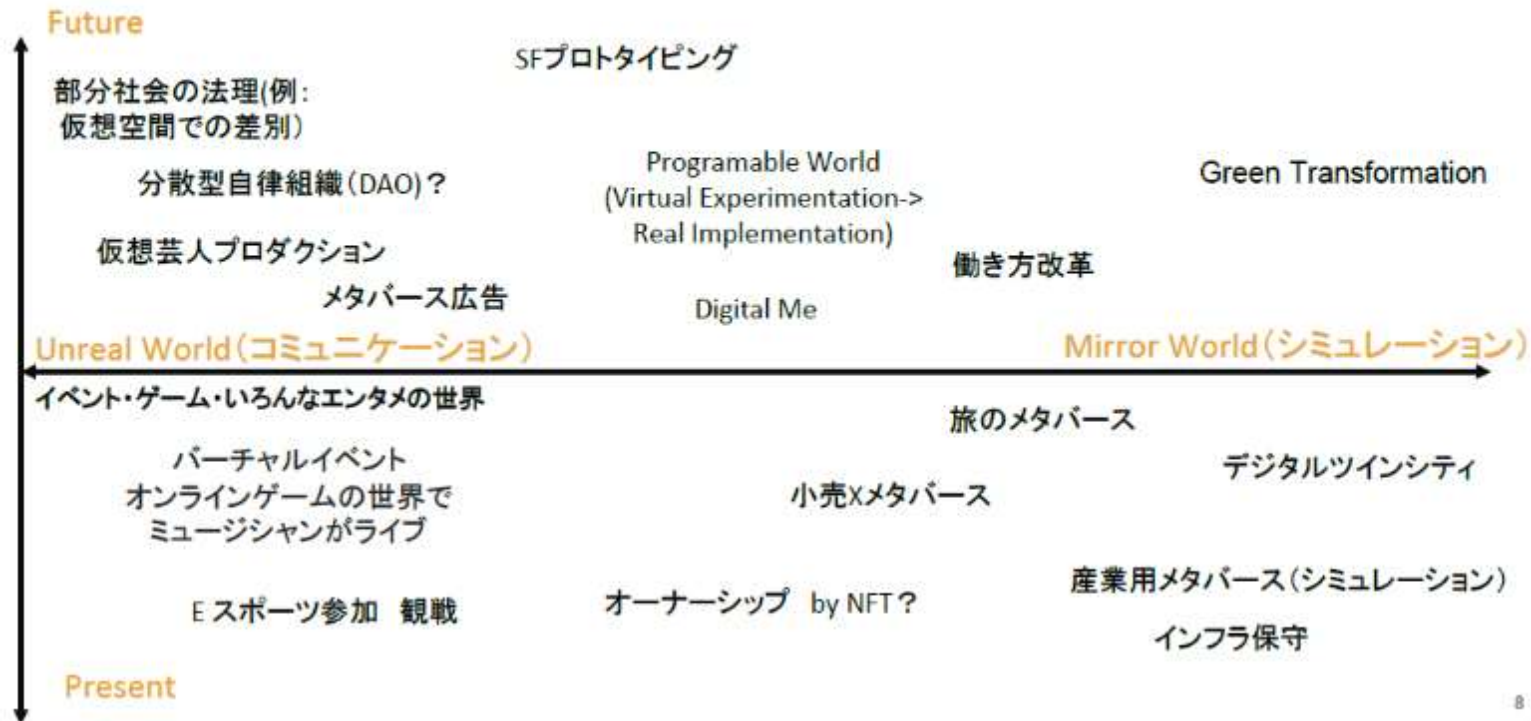 Future
SFプロトタイピング
部分社会の法理(例：
仮想空間での差別）
Programable World
(Virtual Experimentation->
Real Implementation)
Green Transformation
分散型自律組織（DAO)？
仮想芸人プロダクション
働き方改革
メタバース広告
Digital Me
Unreal World（コミュニケーション）
Mirror World（シミュレーション）
イベント・ゲーム・いろんなエンタメの世界
旅のメタバース
バーチャルイベント
オンラインゲームの世界で
ミュージシャンがライブ
デジタルツインシティ
小売Xメタバース
産業用メタバース（シミュレーション）
E スポーツ参加　観戦
オーナーシップ　by NFT？
インフラ保守
Present
8